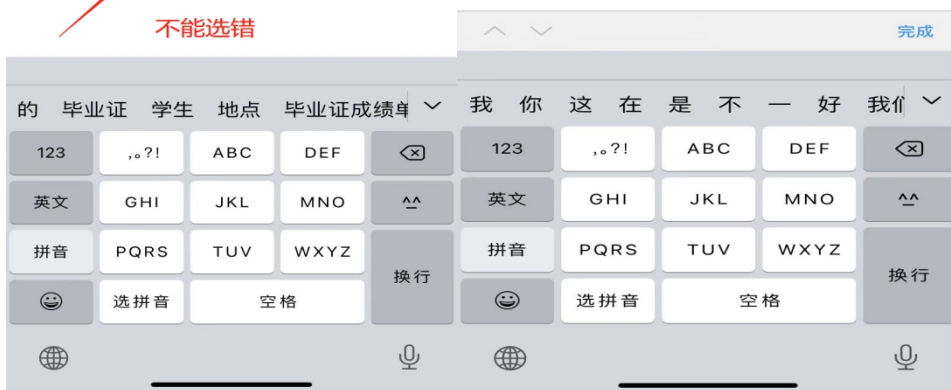 不能选错
完成
的 毕业证 学生 地点 毕业证成绩单
我 你 这 在 是 不 一 好 我们
123 ,。?! ABC DEF
123 ,。?! ABC DEF
英文 GHI JKL MNO ^^
英文 GHI JKL MNO ^^
拼音 PQRS TUV WXYZ 换行
拼音 PQRS TUV WXYZ 换行
选拼音 空格
选拼音 空格